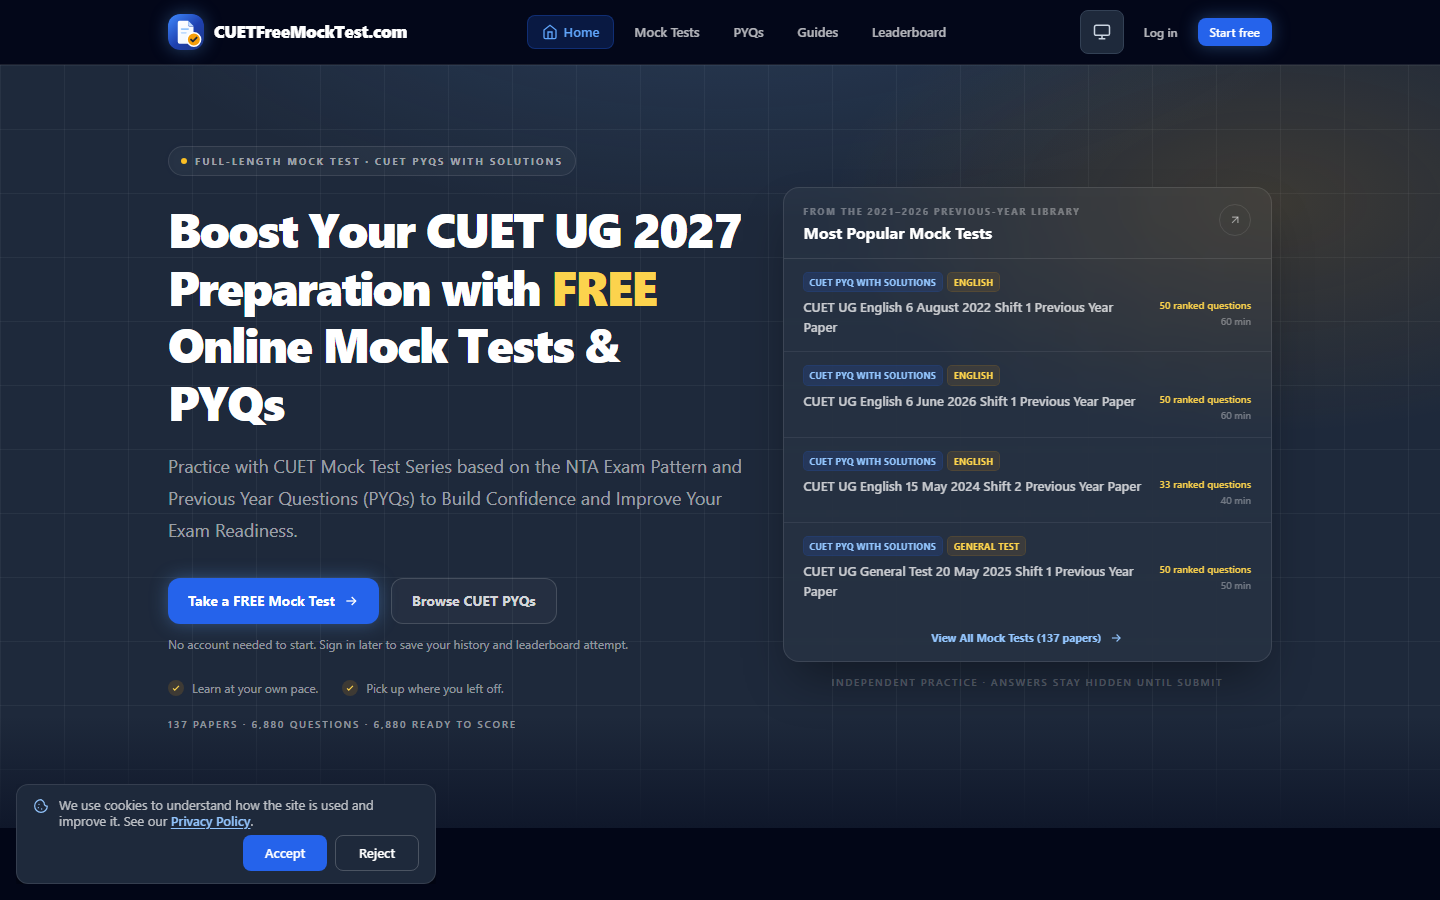 CUETFreeMockTest.com
Home
Mock Tests
PYQs
Guides
Leaderboard
Log in
Start free
FULL-LENGTH MOCK TEST • CUET PYQS WITH SOLUTIONS
Boost Your CUET UG 2027
Preparation with FREE
Online Mock Tests &
PYQs
Practice with CUET Mock Test Series based on the NTA Exam Pattern and
Previous Year Questions (PYQs) to Build Confidence and Improve Your
Exam Readiness.
Take a FREE Mock Test →
Browse CUET PYQs
No account needed to start. Sign in later to save your history and leaderboard attempt.
Learn at your own pace.
Pick up where you left off.
137 PAPERS · 6,880 QUESTIONS · 6,880 READY TO SCORE
FROM THE 2021–2026 PREVIOUS-YEAR LIBRARY
Most Popular Mock Tests
CUET PYQ WITH SOLUTIONS
ENGLISH
CUET UG English 6 August 2022 Shift 1 Previous Year
Paper
50 ranked questions
60 min
CUET PYQ WITH SOLUTIONS
ENGLISH
CUET UG English 6 June 2026 Shift 1 Previous Year Paper
50 ranked questions
60 min
CUET PYQ WITH SOLUTIONS
ENGLISH
CUET UG English 15 May 2024 Shift 2 Previous Year Paper
33 ranked questions
40 min
CUET PYQ WITH SOLUTIONS
GENERAL TEST
CUET UG General Test 20 May 2025 Shift 1 Previous Year
Paper
50 ranked questions
50 min
View All Mock Tests (137 papers) →
INDEPENDENT PRACTICE · ANSWERS STAY HIDDEN UNTIL SUBMIT
We use cookies to understand how the site is used and
improve it. See our Privacy Policy.
Accept
Reject